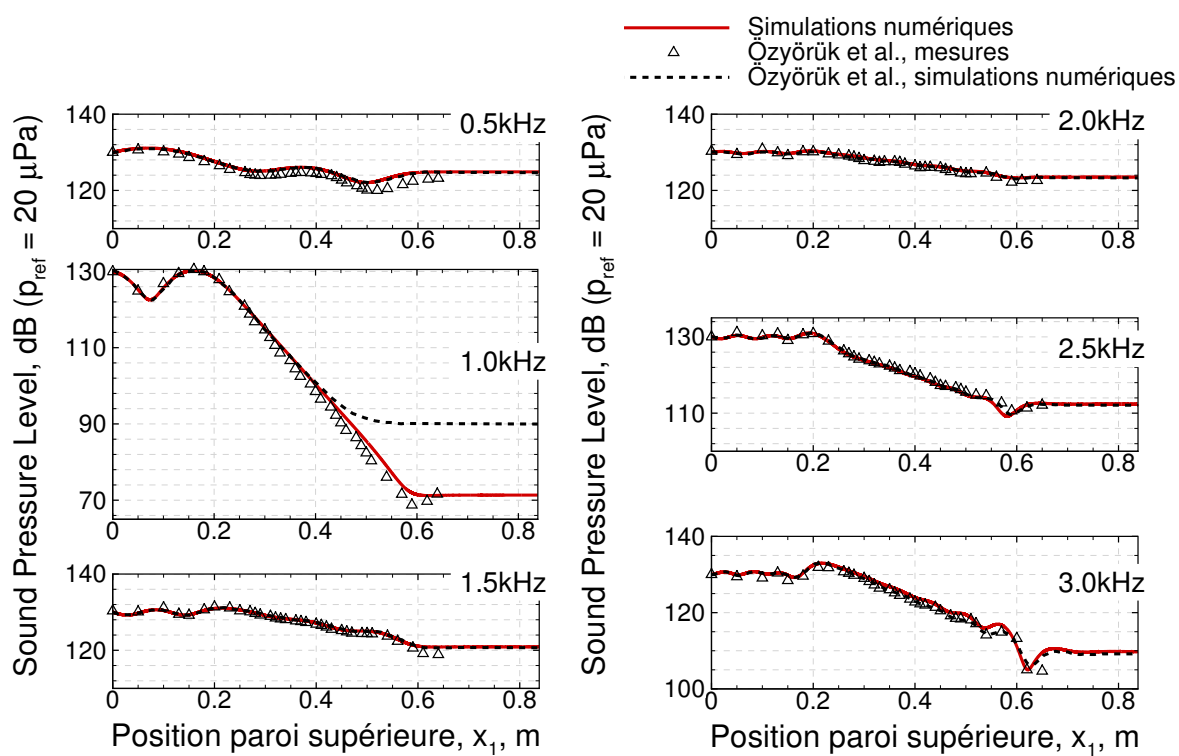 Simulations numériques
Özyörük et al., mesures
Özyörük et al., simulations numériques
Sound Pressure Level, dB (p_ref = 20 μPa)
140
120
0.5kHz
0 0.2 0.4 0.6 0.8
130
110
90
70
1.0kHz
0 0.2 0.4 0.6 0.8
140
120
1.5kHz
0 0.2 0.4 0.6 0.8
Position paroi supérieure, x_1, m
Sound Pressure Level, dB (p_ref = 20 μPa)
140
120
2.0kHz
0 0.2 0.4 0.6 0.8
130
110
2.5kHz
0 0.2 0.4 0.6 0.8
140
120
100
3.0kHz
0 0.2 0.4 0.6 0.8
Position paroi supérieure, x_1, m